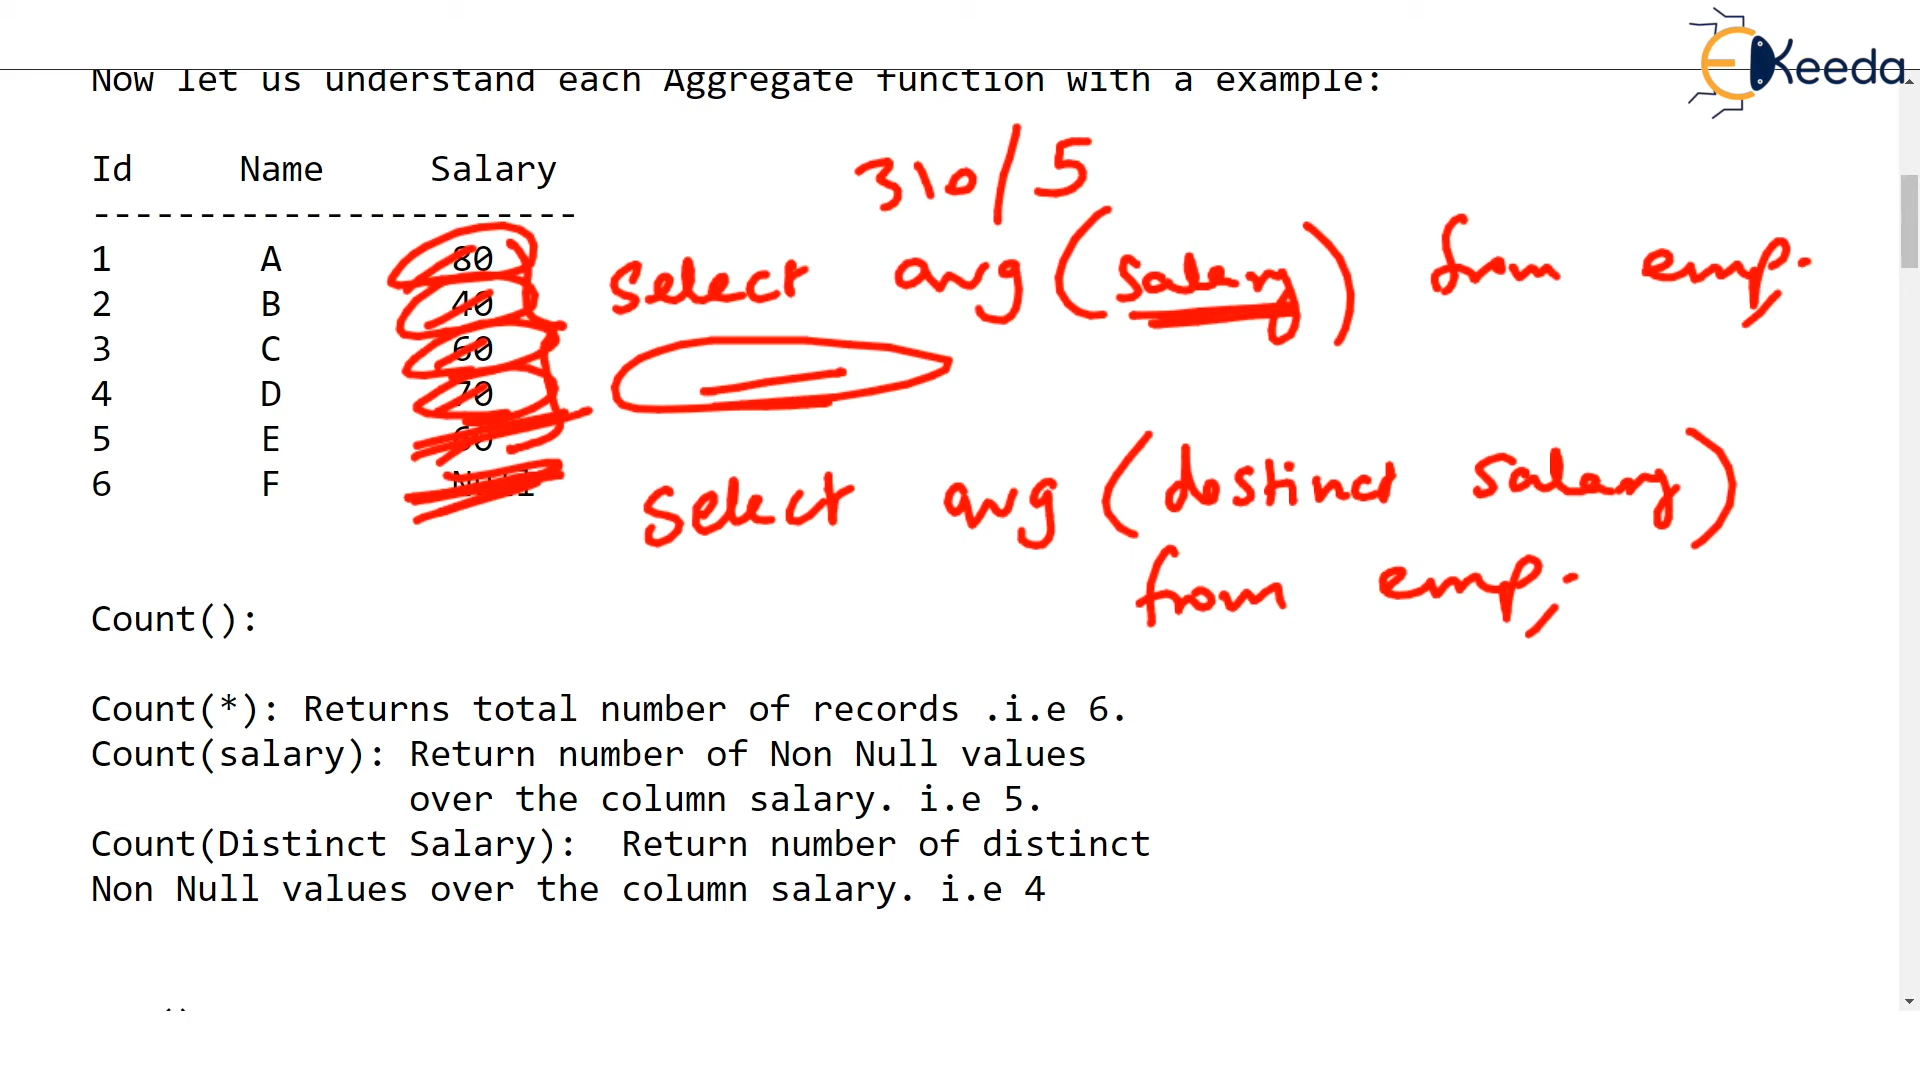 EKeeda
Now let us understand each Aggregate function with a example:
310/5
Id Name Salary
-----------------------
1 A 80
2 B 40
3 C 60
4 D 70
5 E 60
6 F Null
select avg (salary) from emp;
select avg (distinct salary)
from emp;
Count():
Count(*): Returns total number of records .i.e 6.
Count(salary): Return number of Non Null values
over the column salary. i.e 5.
Count(Distinct Salary): Return number of distinct
Non Null values over the column salary. i.e 4